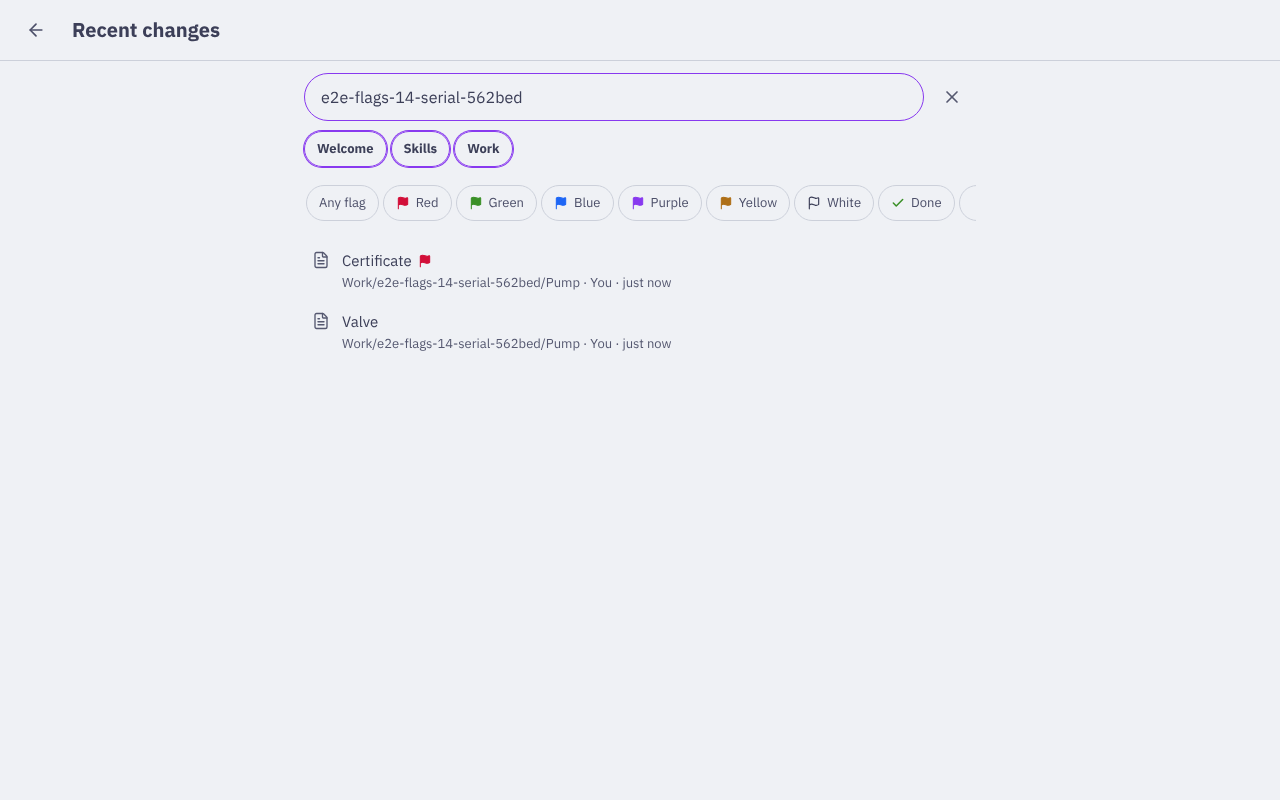 Recent changes
e2e-flags-14-serial-562bed
Welcome Skills Work
Any flag Red Green Blue Purple Yellow White Done
Certificate
Work/e2e-flags-14-serial-562bed/Pump · You · just now
Valve
Work/e2e-flags-14-serial-562bed/Pump · You · just now